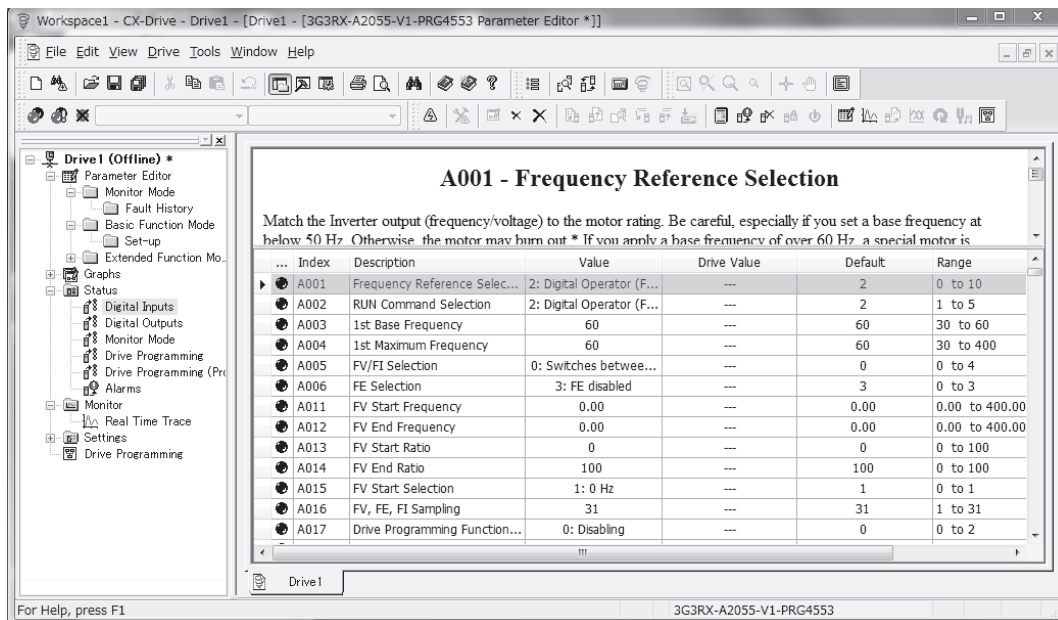 Workspace1 - CX-Drive - Drive1 - [Drive1 - [3G3RX-A2055-V1-PRG4553 Parameter Editor *]]
File Edit View Drive Tools Window Help
Drive1 (Offline) *
Parameter Editor
Monitor Mode
Fault History
Basic Function Mode
Set-up
Extended Function Mo..
Graphs
Status
Digital Inputs
Digital Outputs
Monitor Mode
Drive Programming
Drive Programming (Pro
Alarms
Monitor
Real Time Trace
Settings
Drive Programming
A001 - Frequency Reference Selection
Match the Inverter output (frequency/voltage) to the motor rating. Be careful, especially if you set a base frequency at
below 50 Hz. Otherwise, the motor may burn out * If you apply a base frequency of over 60 Hz, a special motor is
... Index Description Value Drive Value Default Range
A001 Frequency Reference Selec... 2: Digital Operator (F... --- 2 0 to 10
A002 RUN Command Selection 2: Digital Operator (F... --- 2 1 to 5
A003 1st Base Frequency 60 --- 60 30 to 60
A004 1st Maximum Frequency 60 --- 60 30 to 400
A005 FV/FI Selection 0: Switches betwee... --- 0 0 to 4
A006 FE Selection 3: FE disabled --- 3 0 to 3
A011 FV Start Frequency 0.00 --- 0.00 0.00 to 400.00
A012 FV End Frequency 0.00 --- 0.00 0.00 to 400.00
A013 FV Start Ratio 0 --- 0 0 to 100
A014 FV End Ratio 100 --- 100 0 to 100
A015 FV Start Selection 1: 0 Hz --- 1 0 to 1
A016 FV, FE, FI Sampling 31 --- 31 1 to 31
A017 Drive Programming Function... 0: Disabling --- 0 0 to 2
Drive1
For Help, press F1
3G3RX-A2055-V1-PRG4553